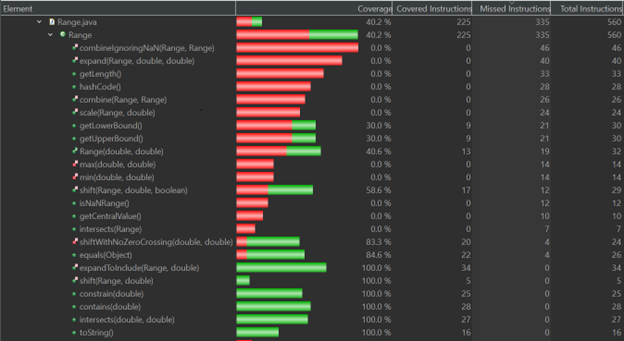 Element Coverage Covered Instructions Missed Instructions Total Instructions
Range.java 40.2 % 225 335 560
Range 40.2 % 225 335 560
combineIgnoringNaN(Range, Range) 0.0 % 0 46 46
expand(Range, double, double) 0.0 % 0 40 40
getLength() 0.0 % 0 33 33
hashCode() 0.0 % 0 28 28
combine(Range, Range) 0.0 % 0 26 26
scale(Range, double) 0.0 % 0 24 24
getLowerBound() 30.0 % 9 21 30
getUpperBound() 30.0 % 9 21 30
Range(double, double) 40.6 % 13 19 32
max(double, double) 0.0 % 0 14 14
min(double, double) 0.0 % 0 14 14
shift(Range, double, boolean) 58.6 % 17 12 29
isNaNRange() 0.0 % 0 12 12
getCentralValue() 0.0 % 0 10 10
intersects(Range) 0.0 % 0 7 7
shiftWithNoZeroCrossing(double, double) 83.3 % 20 4 24
equals(Object) 84.6 % 22 4 26
expandToInclude(Range, double) 100.0 % 34 0 34
shift(Range, double) 100.0 % 5 0 5
constrain(double) 100.0 % 25 0 25
contains(double) 100.0 % 28 0 28
intersects(double, double) 100.0 % 27 0 27
toString() 100.0 % 16 0 16